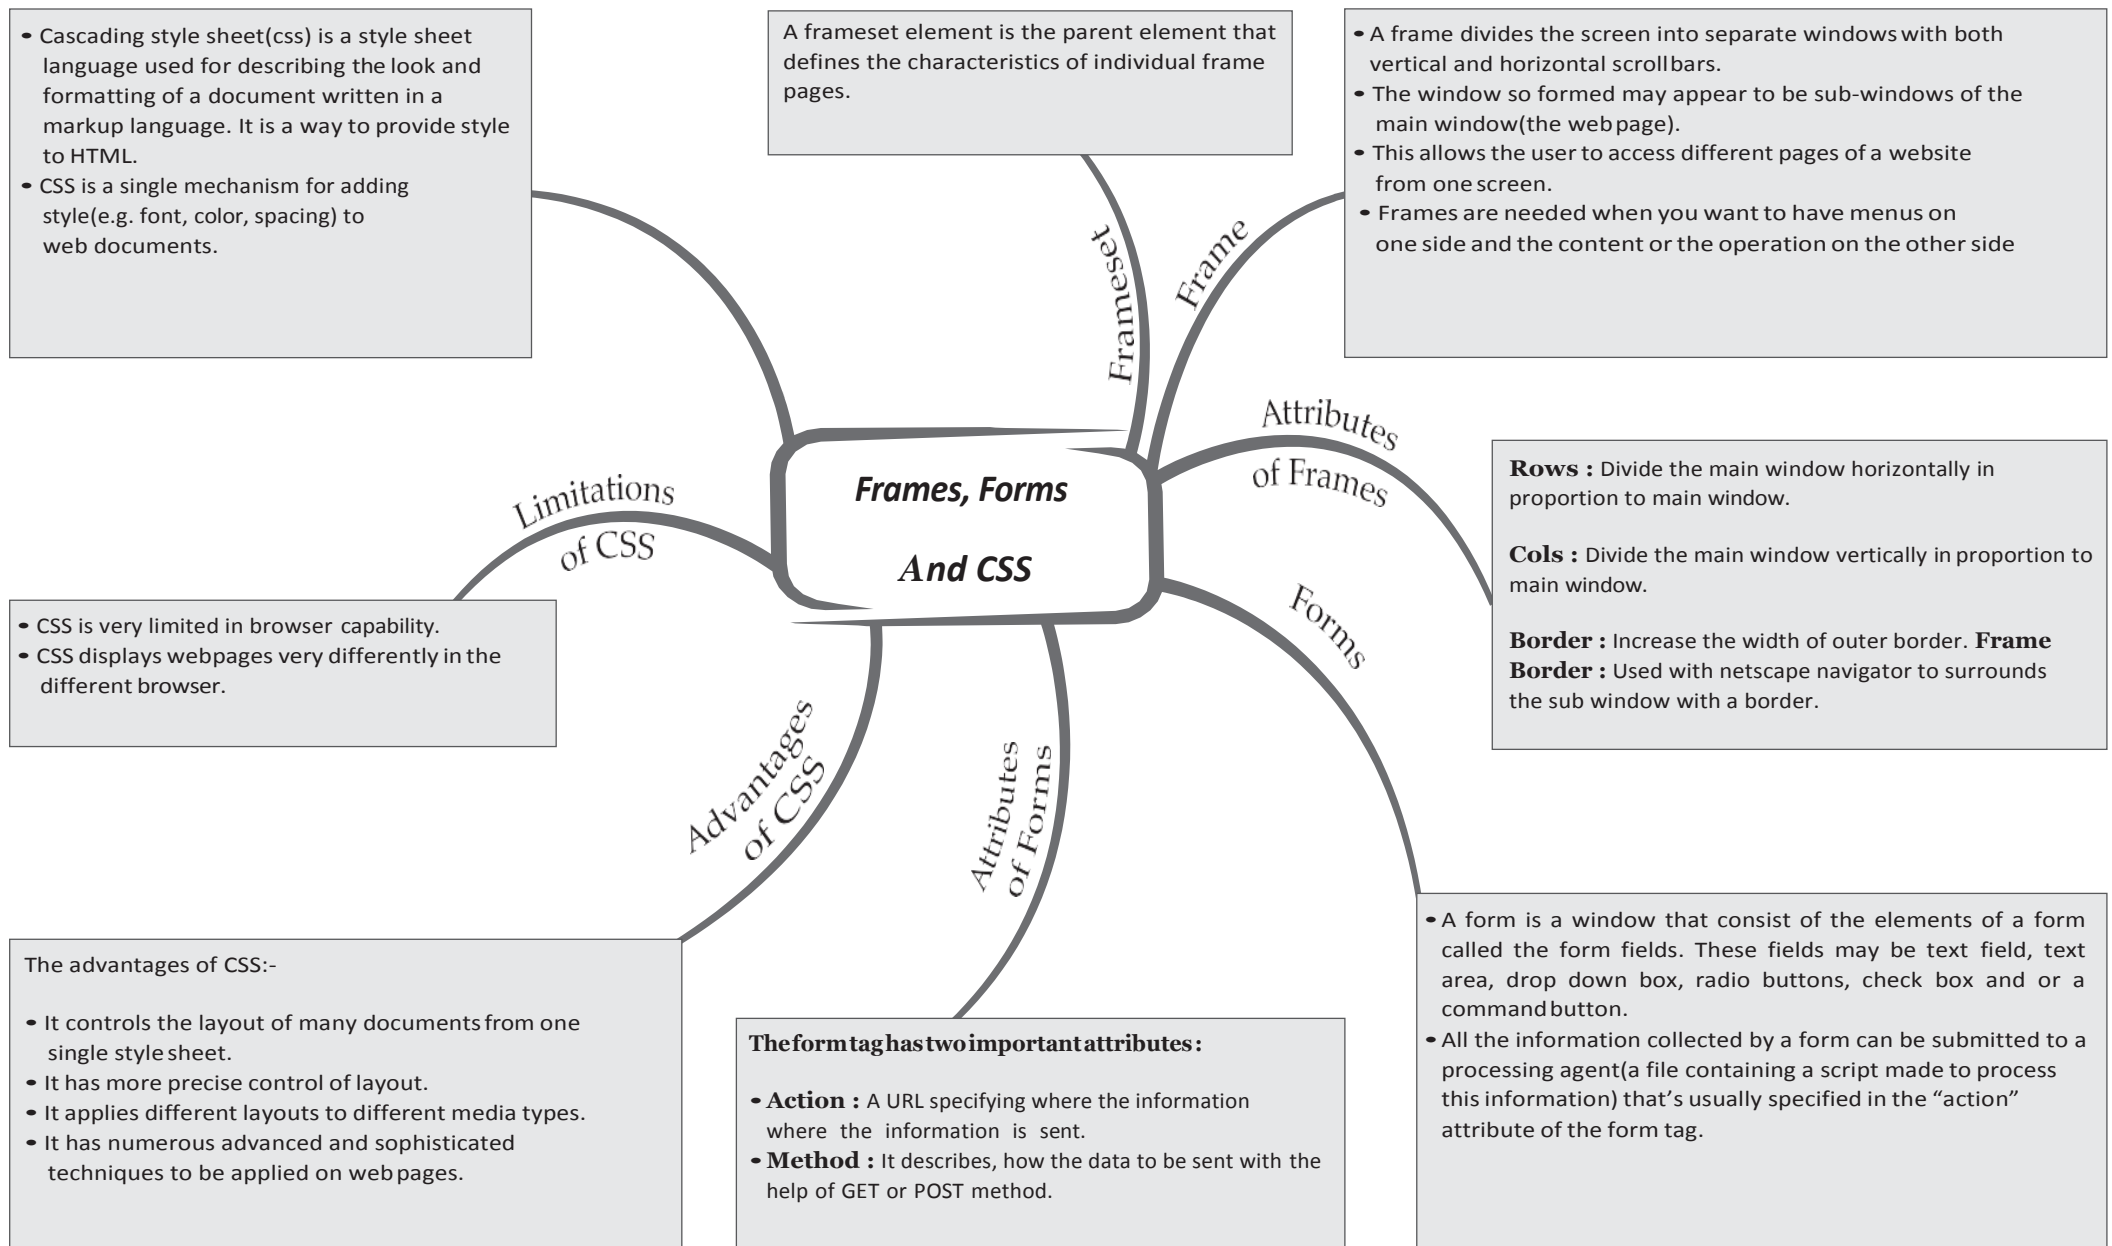 • Cascading style sheet(css) is a style sheet
language used for describing the look and
formatting of a document written in a
markup language. It is a way to provide style
to HTML.
• CSS is a single mechanism for adding
style(e.g. font, color, spacing) to
web documents.
A frameset element is the parent element that
defines the characteristics of individual frame
pages.
Frameset
Frame
• A frame divides the screen into separate windows with both
vertical and horizontal scrollbars.
• The window so formed may appear to be sub-windows of the
main window(the webpage).
• This allows the user to access different pages of a website
from one screen.
• Frames are needed when you want to have menus on
one side and the content or the operation on the other side
Frames, Forms
And CSS
Attributes
of Frames
Rows : Divide the main window horizontally in
proportion to main window.
Cols : Divide the main window vertically in proportion to
main window.
Border : Increase the width of outer border. Frame
Border : Used with netscape navigator to surrounds
the sub window with a border.
Limitations
of CSS
• CSS is very limited in browser capability.
• CSS displays webpages very differently in the
different browser.
Forms
• A form is a window that consist of the elements of a form
called the form fields. These fields may be text field, text
area, drop down box, radio buttons, check box and or a
command button.
• All the information collected by a form can be submitted to a
processing agent(a file containing a script made to process
this information) that's usually specified in the “action”
attribute of the form tag.
Advantages
of CSS
The advantages of CSS:-
• It controls the layout of many documents from one
single style sheet.
• It has more precise control of layout.
• It applies different layouts to different media types.
• It has numerous advanced and sophisticated
techniques to be applied on web pages.
Attributes
of Forms
The form tag has two important attributes :
• Action : A URL specifying where the information
where the information is sent.
• Method : It describes, how the data to be sent with the
help of GET or POST method.